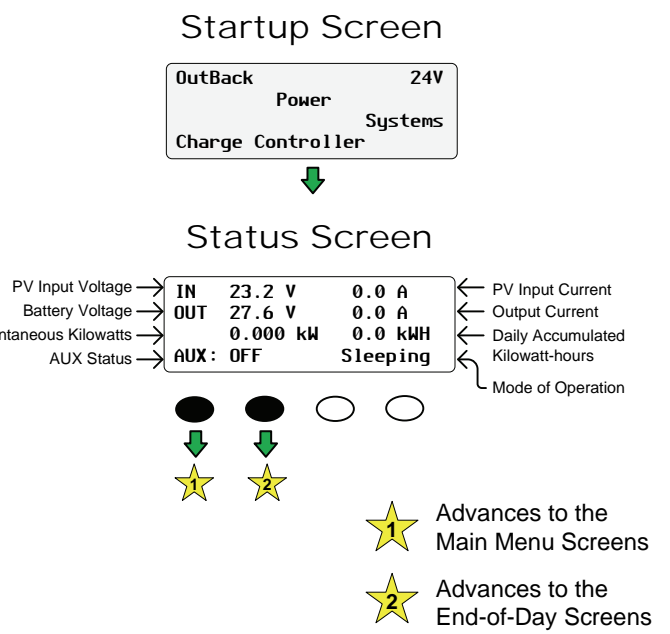 Startup Screen
OutBack 24V
Power
Systems
Charge Controller
Status Screen
PV Input Voltage
Battery Voltage
ntaneous Kilowatts
AUX Status
IN 23.2 V 0.0 A
OUT 27.6 V 0.0 A
0.000 kW 0.0 kWH
AUX: OFF Sleeping
PV Input Current
Output Current
Daily Accumulated
Kilowatt-hours
Mode of Operation
1 2
1 Advances to the
Main Menu Screens
2 Advances to the
End-of-Day Screens